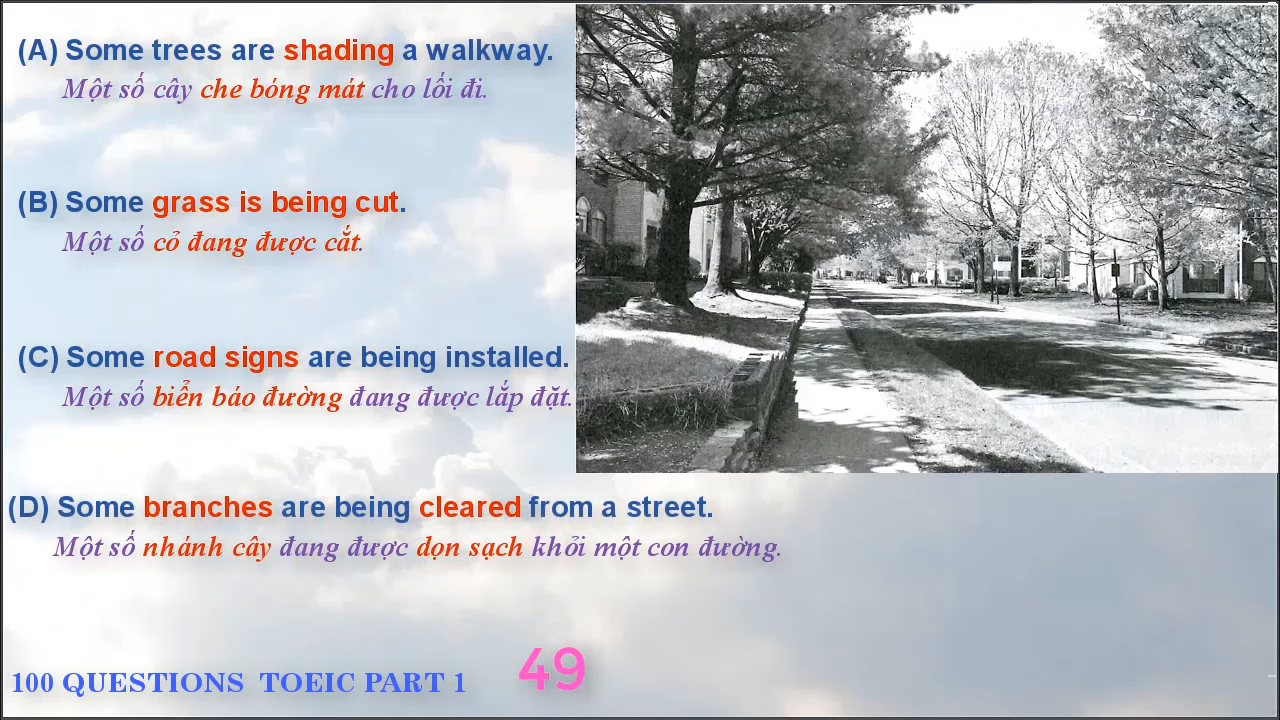 (A) Some trees are shading a walkway.
Một số cây che bóng mát cho lối đi.
(B) Some grass is being cut.
Một số cỏ đang được cắt.
(C) Some road signs are being installed.
Một số biển báo đường đang được lắp đặt.
(D) Some branches are being cleared from a street.
Một số nhánh cây đang được dọn sạch khỏi một con đường.
100 QUESTIONS TOEIC PART 1
49